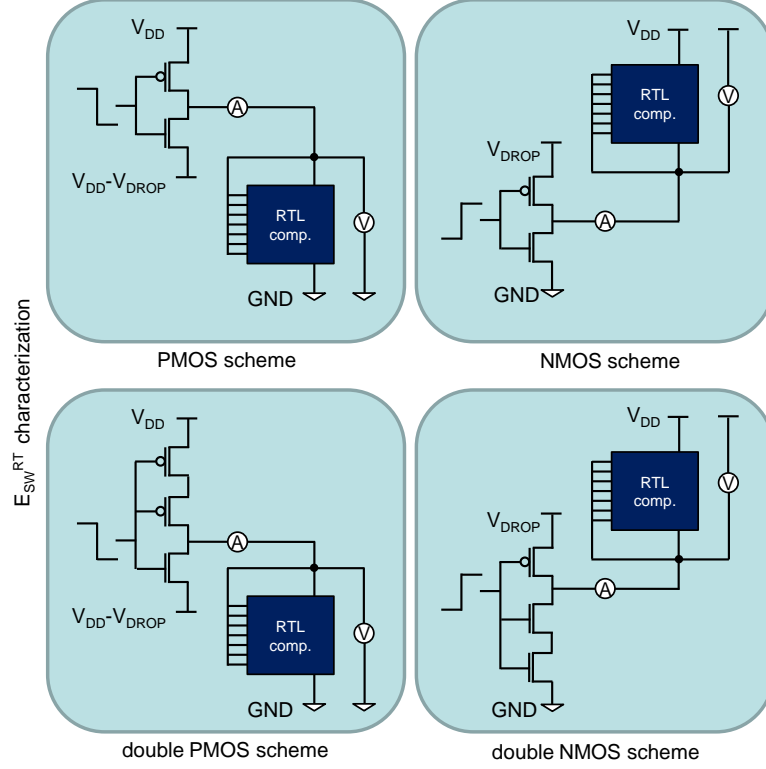 E_SW^RT characterization
V_DD
A
V_DD-V_DROP
RTL
comp.
V
GND
PMOS scheme
V_DD
RTL
comp.
V
V_DROP
A
GND
NMOS scheme
V_DD
A
V_DD-V_DROP
RTL
comp.
V
GND
double PMOS scheme
V_DD
RTL
comp.
V
V_DROP
A
GND
double NMOS scheme